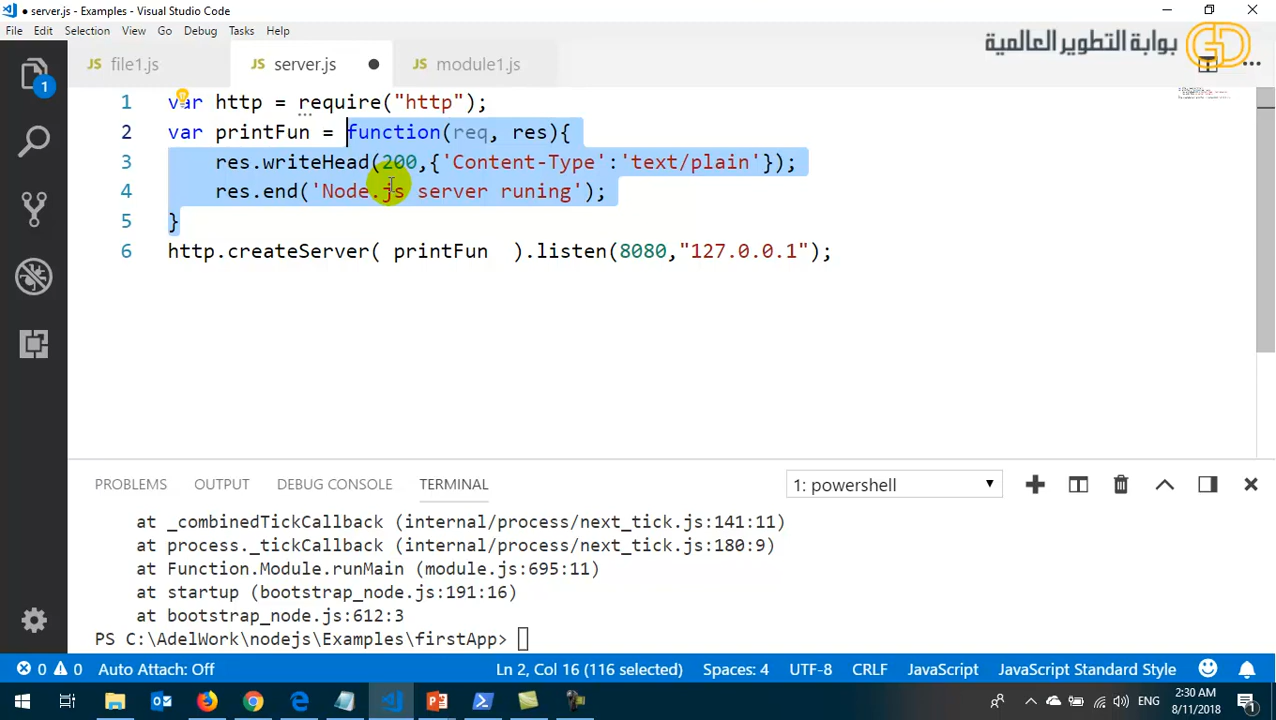 ● server.js - Examples - Visual Studio Code
File Edit Selection View Go Debug Tasks Help
بوابة التطوير العالمية
GD
JS file1.js JS server.js ● JS module1.js
1 var http = require("http");
2 var printFun = function(req, res){
3 res.writeHead(200,{'Content-Type':'text/plain'});
4 res.end('Node.js server runing');
5 }
6 http.createServer( printFun ).listen(8080,"127.0.0.1");
1
PROBLEMS OUTPUT DEBUG CONSOLE TERMINAL 1: powershell
at _combinedTickCallback (internal/process/next_tick.js:141:11)
at process._tickCallback (internal/process/next_tick.js:180:9)
at Function.Module.runMain (module.js:695:11)
at startup (bootstrap_node.js:191:16)
at bootstrap_node.js:612:3
PS C:\AdelWork\nodejs\Examples\firstApp>
0 0 Auto Attach: Off Ln 2, Col 16 (116 selected) Spaces: 4 UTF-8 CRLF JavaScript JavaScript Standard Style
ENG 2:30 AM
8/11/2018 1